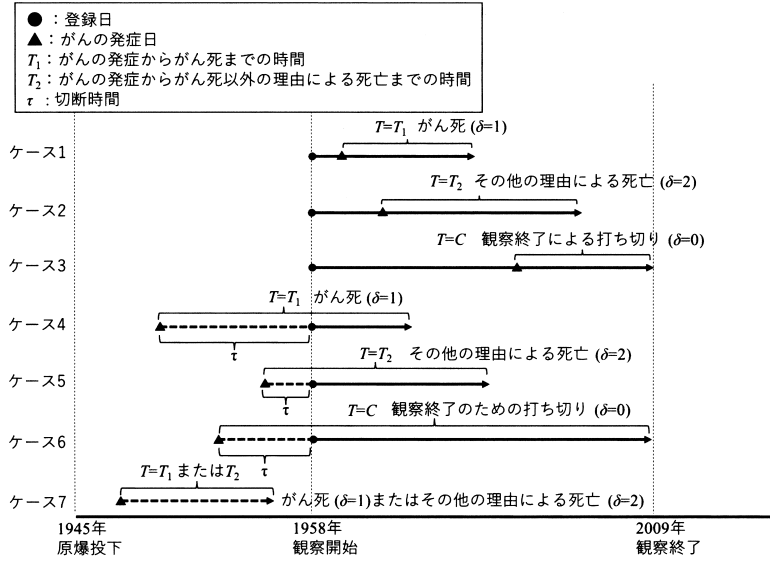 ● : 登録日
▲ : がんの発症日
T1 : がんの発症からがん死までの時間
T2 : がんの発症からがん死以外の理由による死亡までの時間
τ : 切断時間
T=T1 がん死 (δ=1)
ケース1
T=T2 その他の理由による死亡 (δ=2)
ケース2
T=C 観察終了による打ち切り (δ=0)
ケース3
T=T1 がん死 (δ=1)
ケース4
τ
T=T2 その他の理由による死亡 (δ=2)
ケース5
τ
T=C 観察終了のための打ち切り (δ=0)
ケース6
τ
T=T1またはT2
ケース7
がん死 (δ=1)またはその他の理由による死亡 (δ=2)
1945年 1958年 2009年
原爆投下 観察開始 観察終了